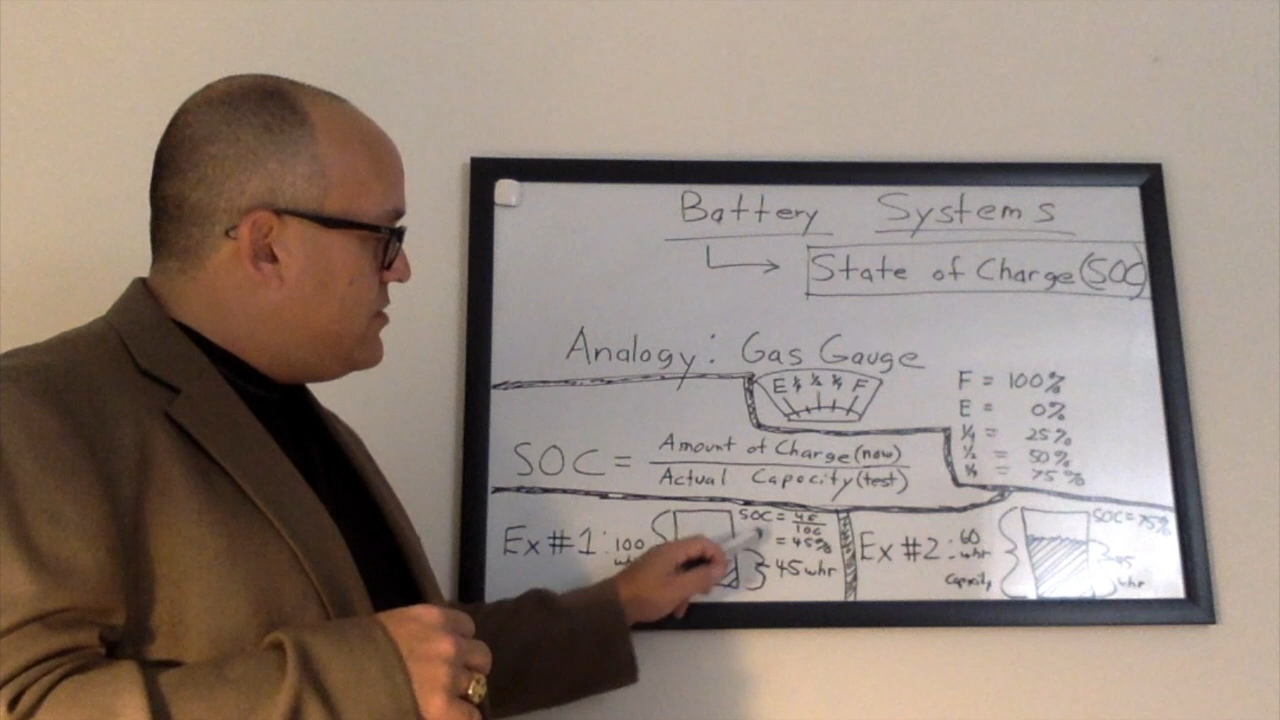 Battery Systems
State of Charge (SOC)
Analogy: Gas Gauge
E 1/4 1/2 3/4 F
F = 100%
E = 0%
1/4 = 25%
1/2 = 50%
3/4 = 75%
SOC = Amount of Charge (now)
Actual Capacity (test)
Ex #1: 100
SOC = 45
100
= 45%
45 whr
Ex #2: 60
whr
Capacity
SOC = 75%
45
whr